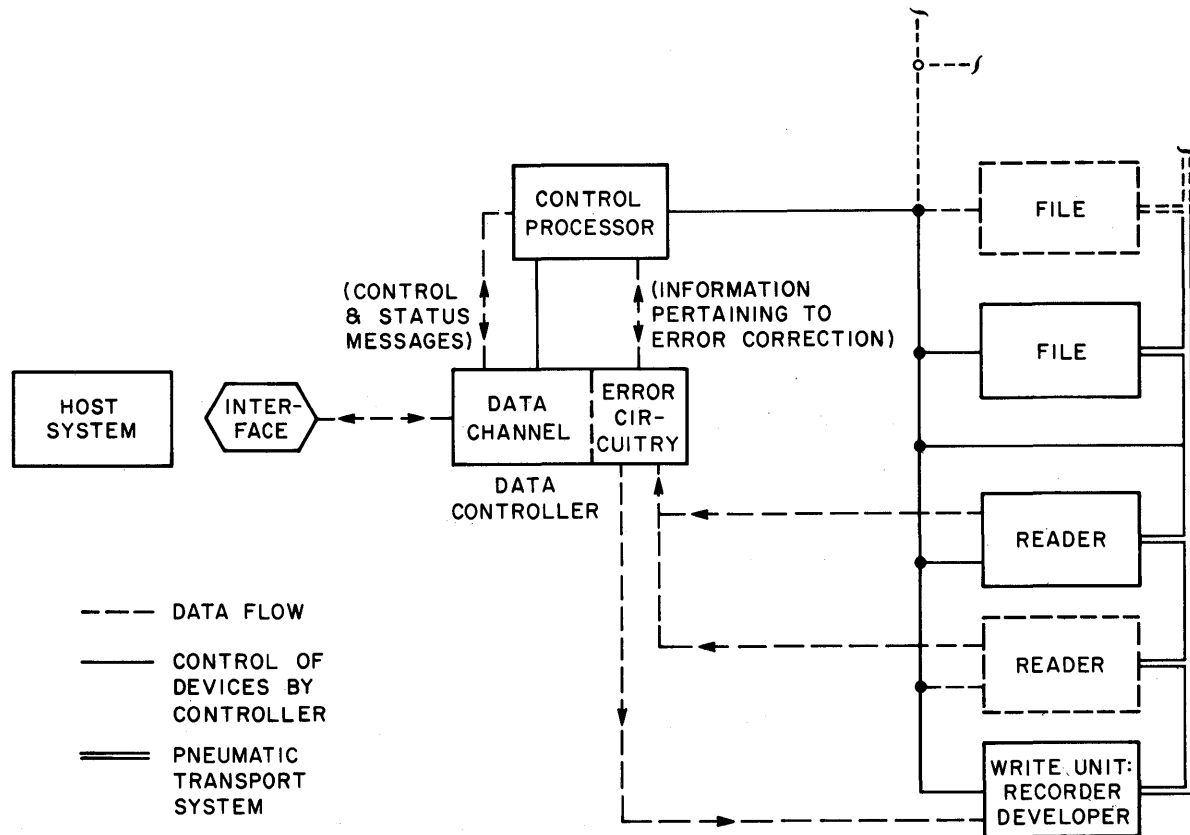 CONTROL
PROCESSOR
FILE
(CONTROL
& STATUS
MESSAGES)
(INFORMATION
PERTAINING TO
ERROR CORRECTION)
FILE
HOST
SYSTEM
INTER-
FACE
DATA
CHANNEL
ERROR
CIR-
CUITRY
DATA
CONTROLLER
READER
READER
WRITE UNIT:
RECORDER
DEVELOPER
DATA FLOW
CONTROL OF
DEVICES BY
CONTROLLER
PNEUMATIC
TRANSPORT
SYSTEM